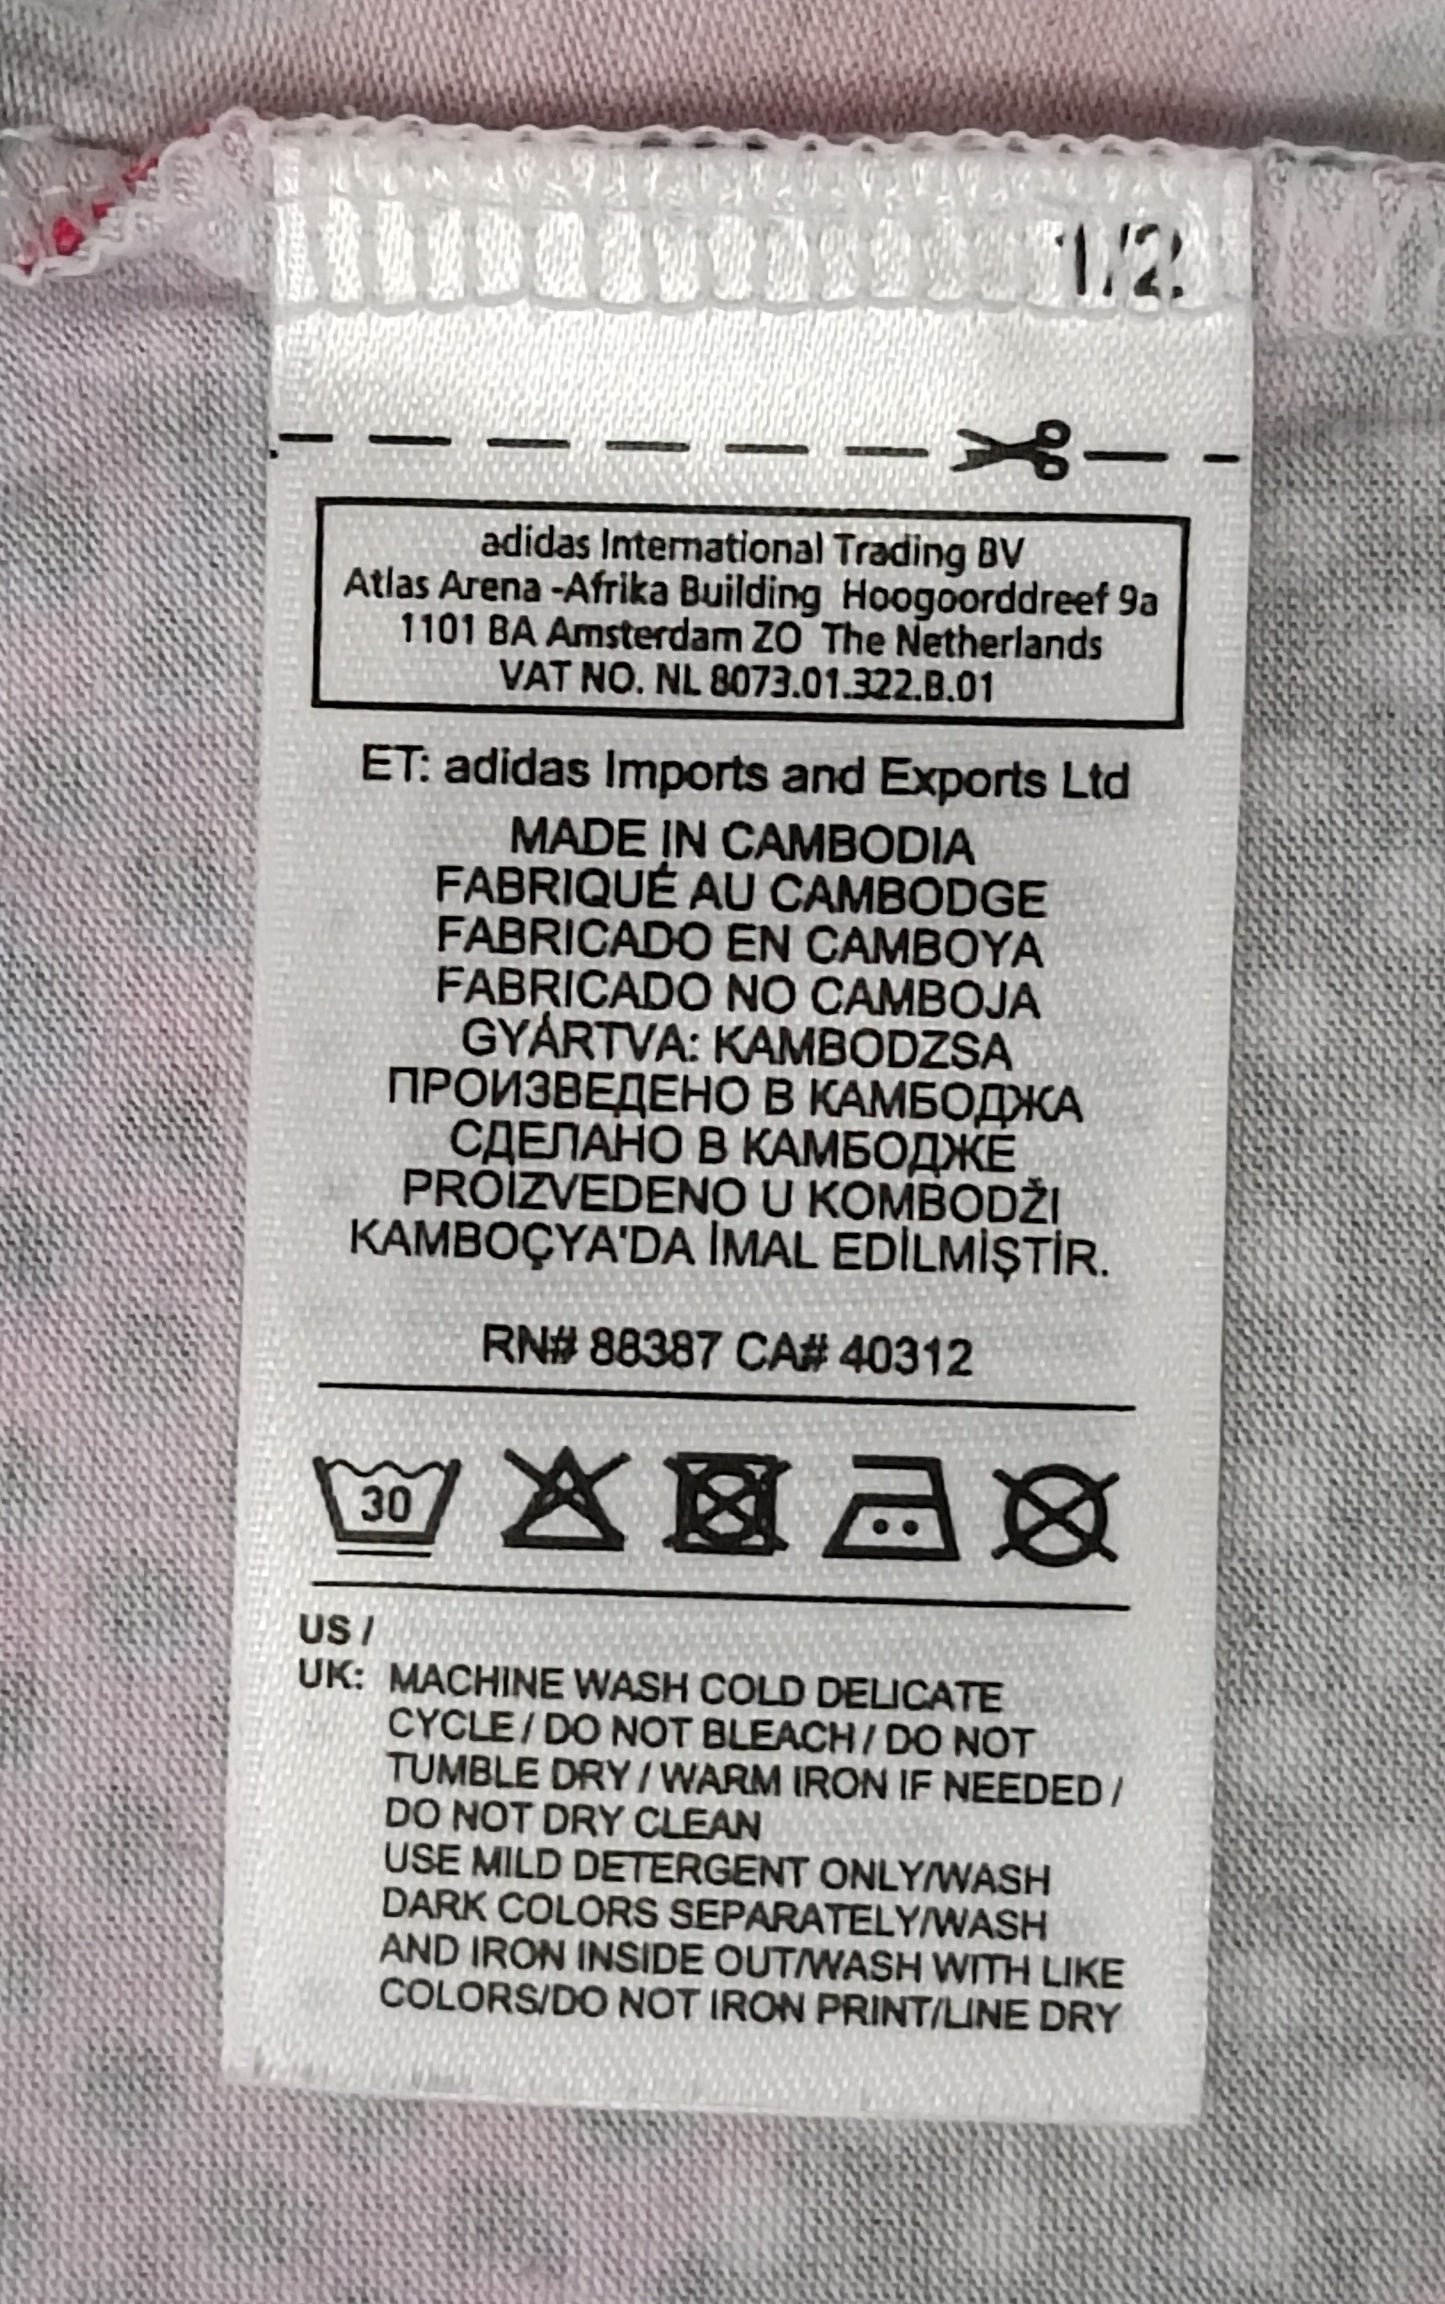 1/2.
adidas International Trading BV
Atlas Arena -Afrika Building Hoogoorddreef 9a
1101 BA Amsterdam ZO The Netherlands
VAT NO. NL 8073.01.322.B.01
ET: adidas Imports and Exports Ltd
MADE IN CAMBODIA
FABRIQUÉ AU CAMBODGE
FABRICADO EN CAMBOYA
FABRICADO NO CAMBOJA
GYÁRTVA: KAMBODZSA
ПРОИЗВЕДЕНО В КАМБОДЖА
СДЕЛАНО В КАМБОДЖЕ
PROIZVEDENO U KOMBODŽI
KAMBOÇYA'DA İMAL EDİLMİŞTİR.
RN# 88387 CA# 40312
30
US /
UK: MACHINE WASH COLD DELICATE
CYCLE / DO NOT BLEACH / DO NOT
TUMBLE DRY / WARM IRON IF NEEDED /
DO NOT DRY CLEAN
USE MILD DETERGENT ONLY/WASH
DARK COLORS SEPARATELY/WASH
AND IRON INSIDE OUT/WASH WITH LIKE
COLORS/DO NOT IRON PRINT/LINE DRY